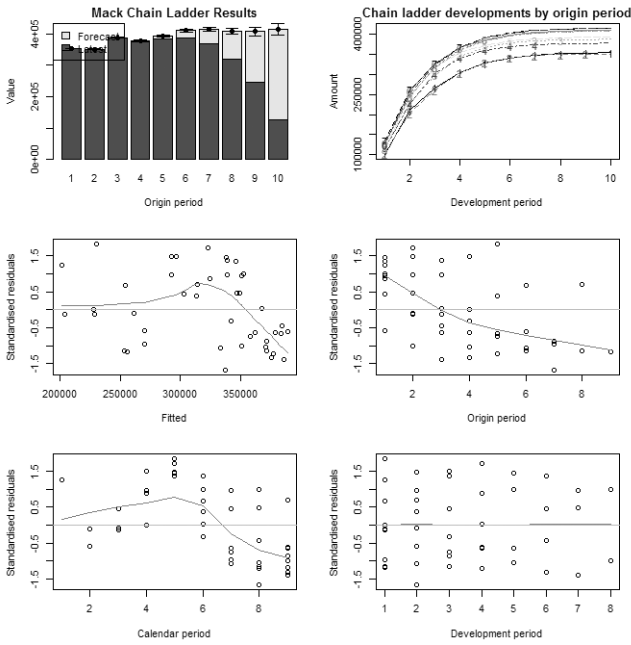 Mack Chain Ladder Results
Value
0e+00 2e+05 4e+05
Forecast
Latest
1 2 3 4 5 6 7 8 9 10
Origin period
Chain ladder developments by origin period
Amount
100000 250000 400000
2 4 6 8 10
Development period
Standardised residuals
-1.5 -0.5 0.5 1.5
200000 250000 300000 350000
Fitted
Standardised residuals
-1.5 -0.5 0.5 1.5
2 4 6 8
Origin period
Standardised residuals
-1.5 -0.5 0.5 1.5
2 4 6 8
Calendar period
Standardised residuals
-1.5 -0.5 0.5 1.5
1 2 3 4 5 6 7 8
Development period